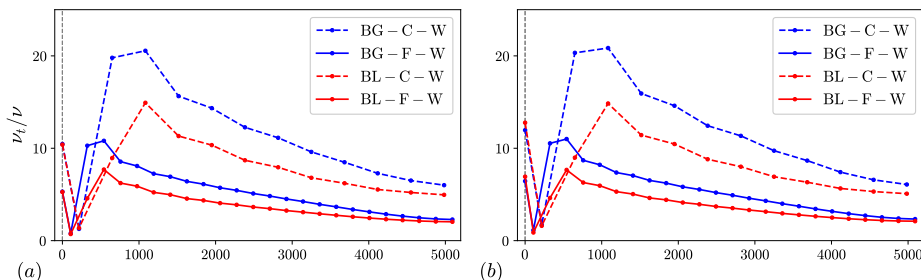 ν_t/ν
20
10
0
BG − C − W
BG − F − W
BL − C − W
BL − F − W
0 1000 2000 3000 4000 5000
(a)
20
10
0
BG − C − W
BG − F − W
BL − C − W
BL − F − W
0 1000 2000 3000 4000 5000
(b)